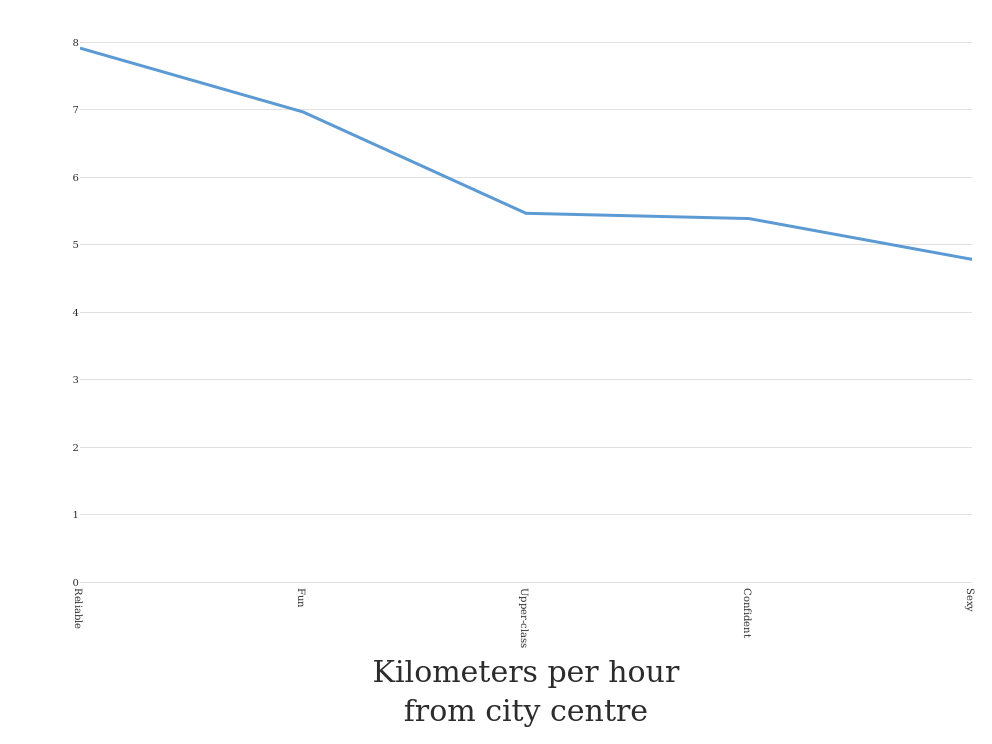 8
7
6
5
4
3
2
1
0
Reliable
Fun
Upper-class
Confident
Sexy
Kilometers per hour
from city centre